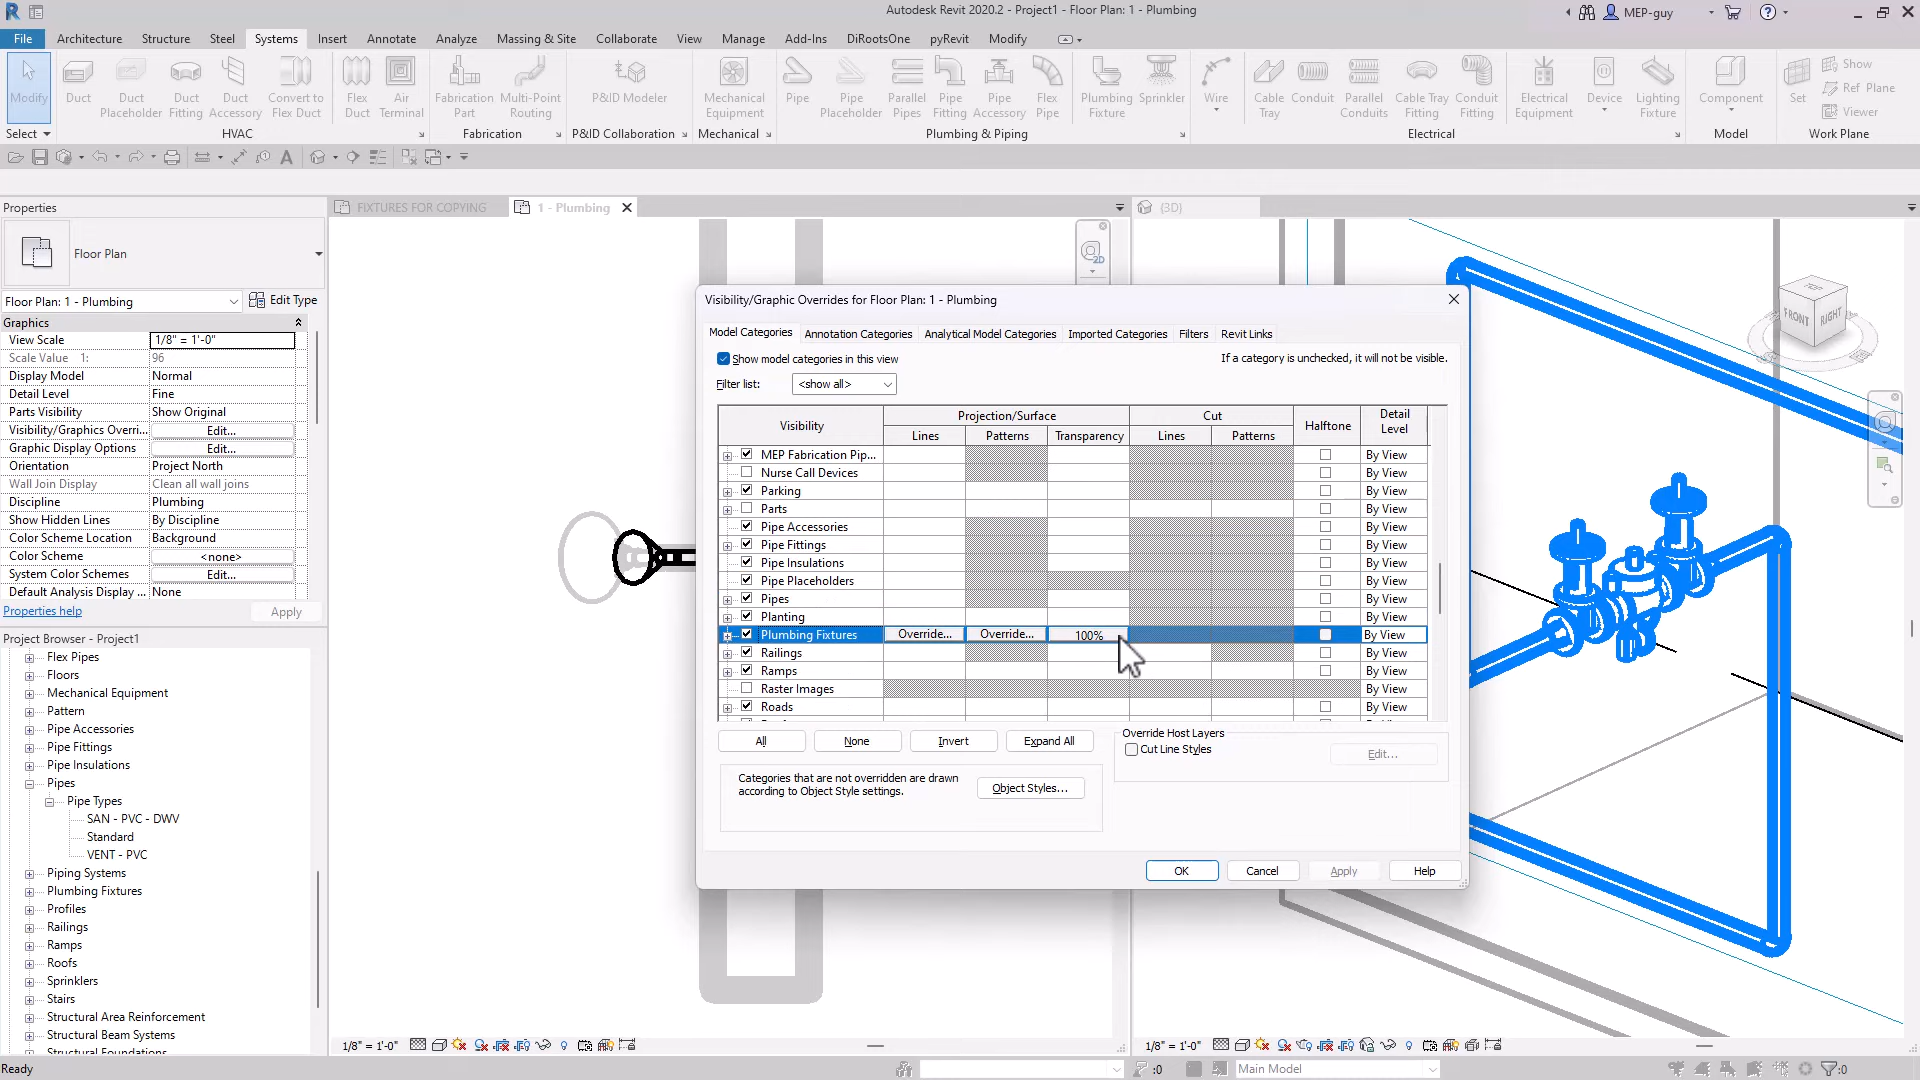 Autodesk Revit 2020.2 - Project1 - Floor Plan: 1 - Plumbing
MEP-guy
File Architecture Structure Steel Systems Insert Annotate Analyze Massing & Site Collaborate View Manage Add-Ins DiRootsOne pyRevit Modify
Modify
Duct
Duct Placeholder
Duct Fitting
Duct Accessory
Convert to Flex Duct
Flex Duct
Air Terminal
Fabrication Part
Multi-Point Routing
P&ID Modeler
Mechanical Equipment
Pipe
Pipe Placeholder
Parallel Pipes
Pipe Fitting
Pipe Accessory
Flex Pipe
Plumbing Fixture
Sprinkler
Wire
Cable Tray
Conduit
Parallel Conduits
Cable Tray Fitting
Conduit Fitting
Electrical Equipment
Device
Lighting Fixture
Component
Set
Show
Ref Plane
Viewer
Select HVAC Fabrication P&ID Collaboration Mechanical Plumbing & Piping Electrical Model Work Plane
Properties
FIXTURES FOR COPYING
1 - Plumbing
{3D}
Floor Plan
Floor Plan: 1 - Plumbing
Edit Type
Graphics
View Scale 1/8" = 1'-0"
Scale Value 1: 96
Display Model Normal
Detail Level Fine
Parts Visibility Show Original
Visibility/Graphics Overri... Edit...
Graphic Display Options Edit...
Orientation Project North
Wall Join Display Clean all wall joins
Discipline Plumbing
Show Hidden Lines By Discipline
Color Scheme Location Background
Color Scheme <none>
System Color Schemes Edit...
Default Analysis Display ... None
Properties help Apply
Project Browser - Project1
Flex Pipes
Floors
Mechanical Equipment
Pattern
Pipe Accessories
Pipe Fittings
Pipe Insulations
Pipes
Pipe Types
SAN - PVC - DWV
Standard
VENT - PVC
Piping Systems
Plumbing Fixtures
Profiles
Railings
Ramps
Roofs
Sprinklers
Stairs
Structural Area Reinforcement
Structural Beam Systems
Structural Foundations
2D
Visibility/Graphic Overrides for Floor Plan: 1 - Plumbing
Model Categories Annotation Categories Analytical Model Categories Imported Categories Filters Revit Links
Show model categories in this view
If a category is unchecked, it will not be visible.
Filter list: <show all>
Visibility Projection/Surface Cut Halftone Detail Level
Lines Patterns Transparency Lines Patterns
MEP Fabrication Pip... By View
Nurse Call Devices By View
Parking By View
Parts By View
Pipe Accessories By View
Pipe Fittings By View
Pipe Insulations By View
Pipe Placeholders By View
Pipes By View
Planting By View
Plumbing Fixtures Override... Override... 100% By View
Railings By View
Ramps By View
Raster Images By View
Roads By View
All None Invert Expand All
Override Host Layers
Cut Line Styles
Edit...
Categories that are not overridden are drawn
according to Object Style settings.
Object Styles...
OK Cancel Apply Help
TOP
FRONT
RIGHT
1/8" = 1'-0"
1/8" = 1'-0"
Ready
:0
Main Model
:0